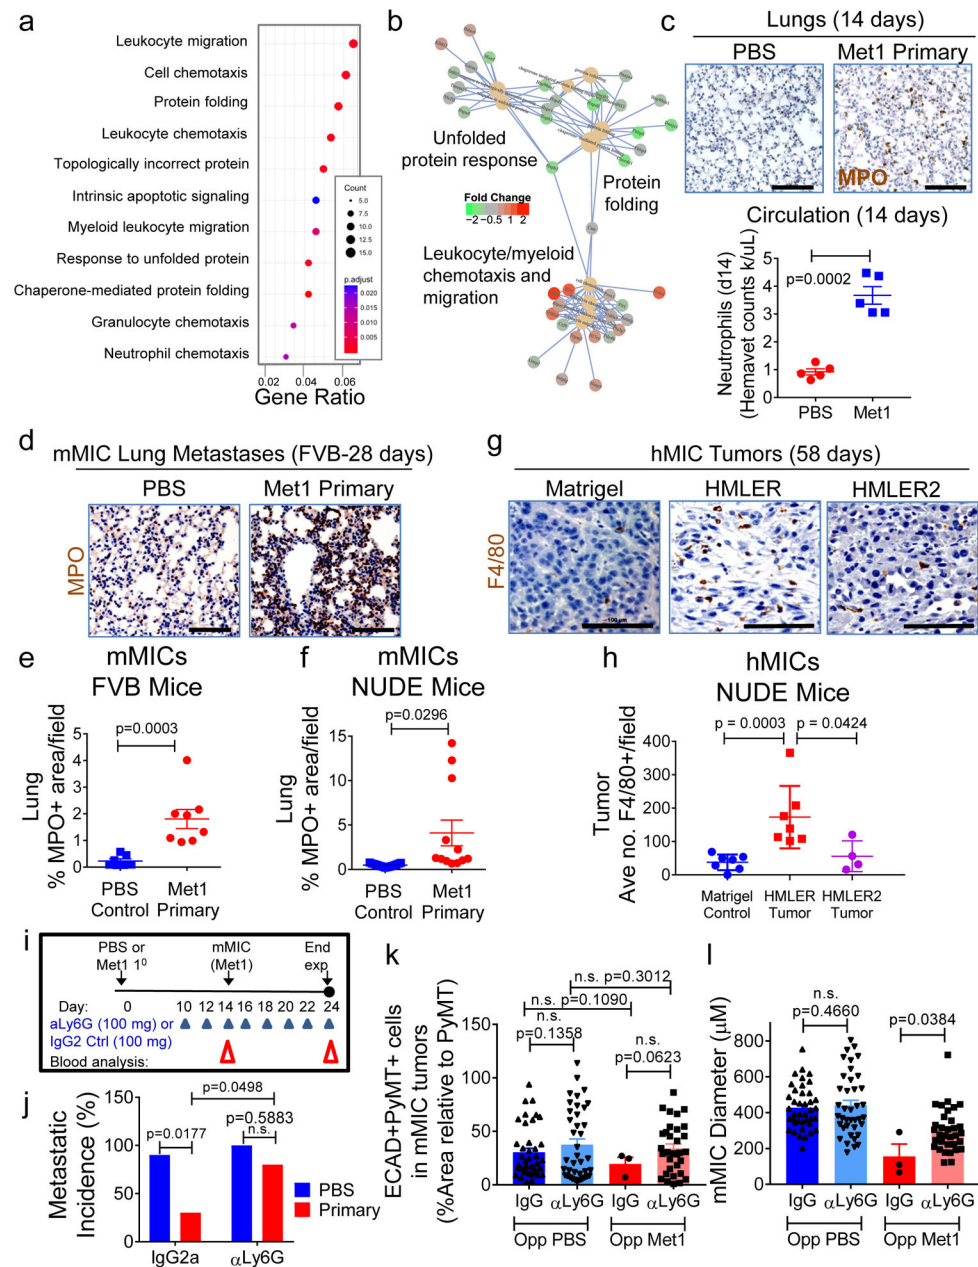 a
Leukocyte migration
Cell chemotaxis
Protein folding
Leukocyte chemotaxis
Topologically incorrect protein
Intrinsic apoptotic signaling
Myeloid leukocyte migration
Response to unfolded protein
Chaperone-mediated protein folding
Granulocyte chemotaxis
Neutrophil chemotaxis
Count
5.0
7.5
10.0
12.5
15.0
p.adjust
0.020
0.015
0.010
0.005
0.02 0.04 0.06
Gene Ratio
b
Unfolded
protein response
Protein
folding
Fold Change
-2 -1 1 2
Leukocyte/myeloid
chemotaxis and
migration
c
Lungs (14 days)
PBS Met1 Primary
MPO
Circulation (14 days)
p=0.0002
Neutrophils (d14)
(Hemavet counts k/uL)
5
4
3
2
1
0
PBS Met1
d
mMIC Lung Metastases (FVB-28 days)
PBS Met1 Primary
MPO
e
mMICs
FVB Mice
p=0.0003
Lung
% MPO+ area/field
5
4
3
2
1
0
PBS
Control
Met1
Primary
f
mMICs
NUDE Mice
p=0.0296
Lung
% MPO+ area/field
15
10
5
0
PBS
Control
Met1
Primary
g
hMIC Tumors (58 days)
Matrigel HMLER HMLER2
F4/80
100 µm
h
hMICs
NUDE Mice
p = 0.0003 p = 0.0424
Tumor
Ave no. F4/80+/field
400
300
200
100
0
Matrigel
Control
HMLER
Tumor
HMLER2
Tumor
i
PBS or
Met1 1⁰
mMIC
(Met1)
End
exp
Day: 0 10 12 14 16 18 20 22 24
aLy6G (100 mg) or
IgG2 Ctrl (100 mg)
Blood analysis:
j
p=0.0498
p=0.0177
p=0.5883
n.s.
Metastatic
Incidence (%)
150
100
50
0
IgG2a αLy6G
PBS
Primary
k
n.s. p=0.3012
n.s. p=0.1090
n.s.
p=0.1358
n.s.
p=0.0623
ECAD+PyMT+ cells
in mMIC tumors
(%Area relative to PyMT)
150
100
50
0
IgG αLy6G IgG αLy6G
Opp PBS Opp Met1
l
n.s.
p=0.4660
p=0.0384
mMIC Diameter (µM)
800
600
400
200
0
IgG αLy6G IgG αLy6G
Opp PBS Opp Met1